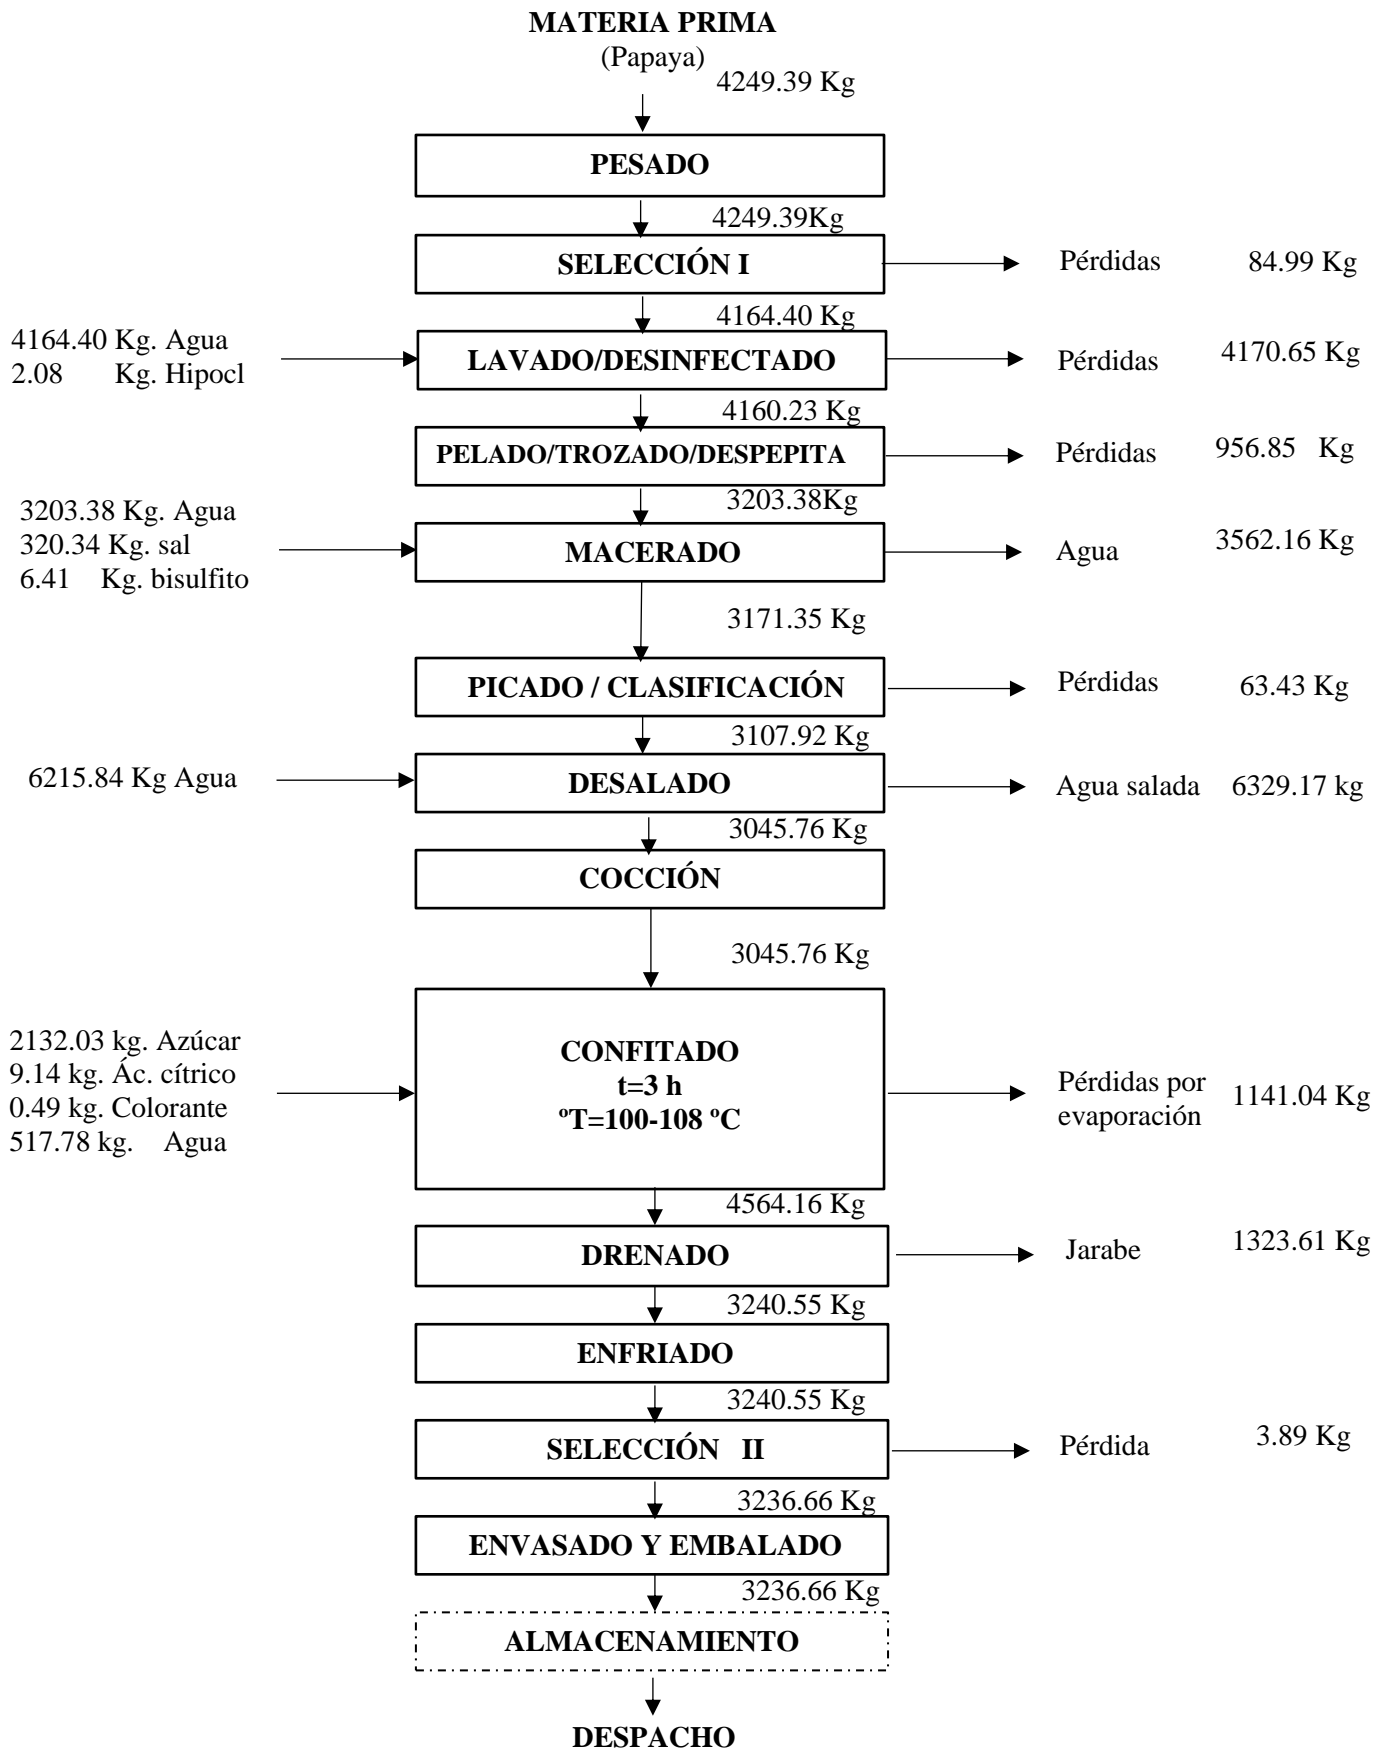 MATERIA PRIMA
(Papaya)
4249.39 Kg
PESADO
4249.39Kg
SELECCIÓN I
Pérdidas 84.99 Kg
4164.40 Kg
4164.40 Kg. Agua
2.08 Kg. Hipocl
LAVADO/DESINFECTADO
Pérdidas 4170.65 Kg
4160.23 Kg
PELADO/TROZADO/DESPEPITA
Pérdidas 956.85 Kg
3203.38Kg
3203.38 Kg. Agua
320.34 Kg. sal
6.41 Kg. bisulfito
MACERADO
Agua 3562.16 Kg
3171.35 Kg
PICADO / CLASIFICACIÓN
Pérdidas 63.43 Kg
3107.92 Kg
6215.84 Kg Agua
DESALADO
Agua salada 6329.17 kg
3045.76 Kg
COCCIÓN
3045.76 Kg
2132.03 kg. Azúcar
9.14 kg. Ác. cítrico
0.49 kg. Colorante
517.78 kg. Agua
CONFITADO
t=3 h
ºT=100-108 ºC
Pérdidas por
evaporación
1141.04 Kg
4564.16 Kg
DRENADO
Jarabe 1323.61 Kg
3240.55 Kg
ENFRIADO
3240.55 Kg
SELECCIÓN II
Pérdida 3.89 Kg
3236.66 Kg
ENVASADO Y EMBALADO
3236.66 Kg
ALMACENAMIENTO
DESPACHO